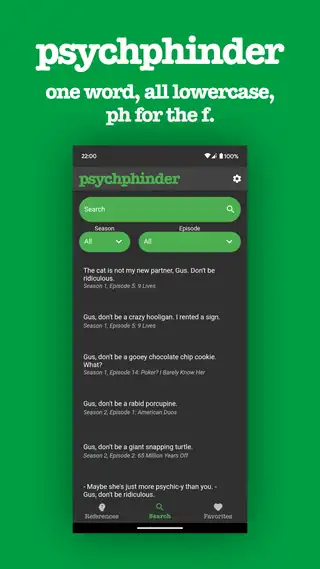 psychphinder
one word, all lowercase,
ph for the f.
22:00
100%
psychphinder
Search
Season
Episode
All
All
The cat is not my new partner, Gus. Don't be
ridiculous.
Season 1, Episode 5: 9 Lives
Gus, don't be a crazy hooligan. I rented a sign.
Season 1, Episode 5: 9 Lives
Gus, don't be a gooey chocolate chip cookie.
What?
Season 1, Episode 14: Poker? I Barely Know Her
Gus, don't be a rabid porcupine.
Season 2, Episode 1: American Duos
Gus, don't be a giant snapping turtle.
Season 2, Episode 2: 65 Million Years Off
- Maybe she's just more psychic-y than you. -
Gus, don't be ridiculous.
References
Search
Favorites